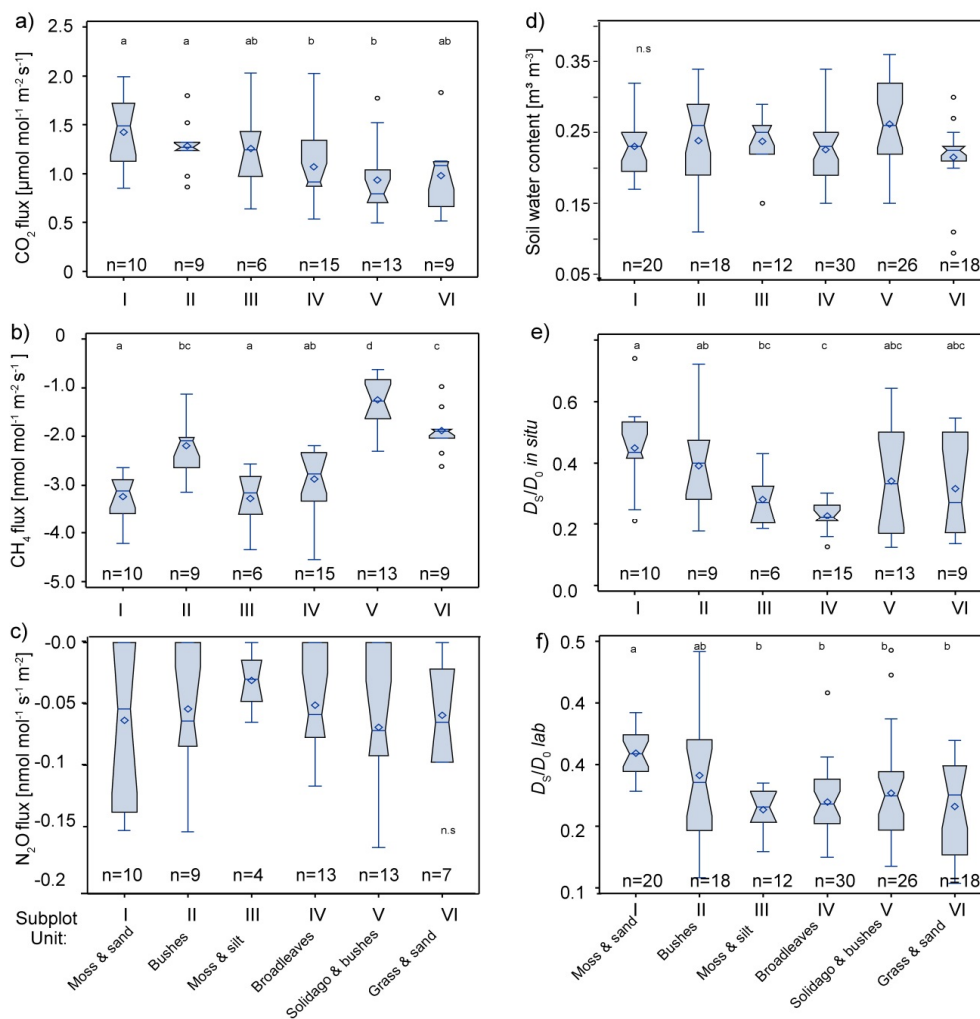 a)
CO2 flux [µmol mol-1 m-2 s-1]
2.5
2.0
1.5
1.0
0.5
0
a a ab b b ab
n=10 n=9 n=6 n=15 n=13 n=9
I II III IV V VI
b)
CH4 flux [nmol mol-1 m-2 s-1 ]
0
-1.0
-2.0
-3.0
-4.0
-5.0
a bc a ab d c
n=10 n=9 n=6 n=15 n=13 n=9
I II III IV V VI
c)
N2O flux [nmol mol-1 s-1 m-2]
-0.0
-0.05
-0.1
-0.15
-0.2
n.s
n=10 n=9 n=4 n=13 n=13 n=7
Subplot I II III IV V VI
Unit:
Moss & sand
Bushes
Moss & silt
Broadleaves
Solidago & bushes
Grass & sand
d)
Soil water content [m³ m-3]
0.35
0.25
0.15
0.05
n.s
n=20 n=18 n=12 n=30 n=26 n=18
I II III IV V VI
e)
DS/D0 in situ
0.6
0.4
0.2
0.0
a ab bc c abc abc
n=10 n=9 n=6 n=15 n=13 n=9
I II III IV V VI
f)
DS/D0 lab
0.5
0.4
0.4
0.2
0.1
a ab b b b b
n=20 n=18 n=12 n=30 n=26 n=18
I II III IV V VI
Moss & sand
Bushes
Moss & silt
Broadleaves
Solidago & bushes
Grass & sand